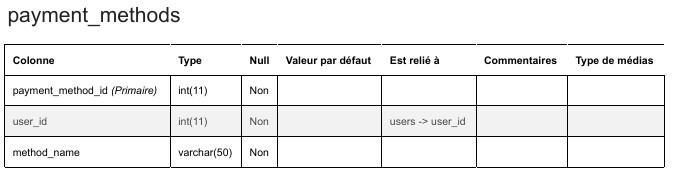 payment_methods
Colonne Type Null Valeur par défaut Est relié à Commentaires Type de médias
payment_method_id (Primaire) int(11) Non
user_id int(11) Non users -> user_id
method_name varchar(50) Non